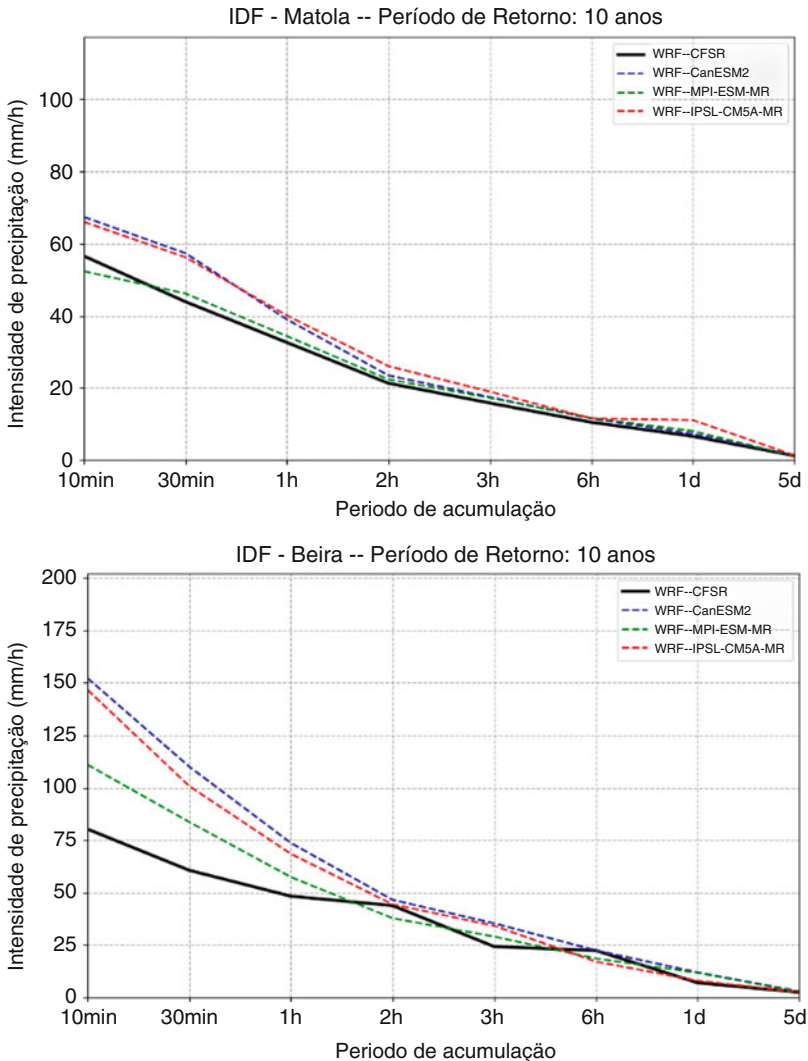 IDF - Matola -- Período de Retorno: 10 anos
WRF--CFSR
WRF--CanESM2
WRF--MPI-ESM-MR
WRF--IPSL-CM5A-MR
Intensidade de precipitação (mm/h)
100
80
60
40
20
0
10min 30min 1h 2h 3h 6h 1d 5d
Periodo de acumulação
IDF - Beira -- Período de Retorno: 10 anos
WRF--CFSR
WRF--CanESM2
WRF--MPI-ESM-MR
WRF--IPSL-CM5A-MR
Intensidade de precipitação (mm/h)
200
175
150
125
100
75
50
25
0
10min 30min 1h 2h 3h 6h 1d 5d
Periodo de acumulação